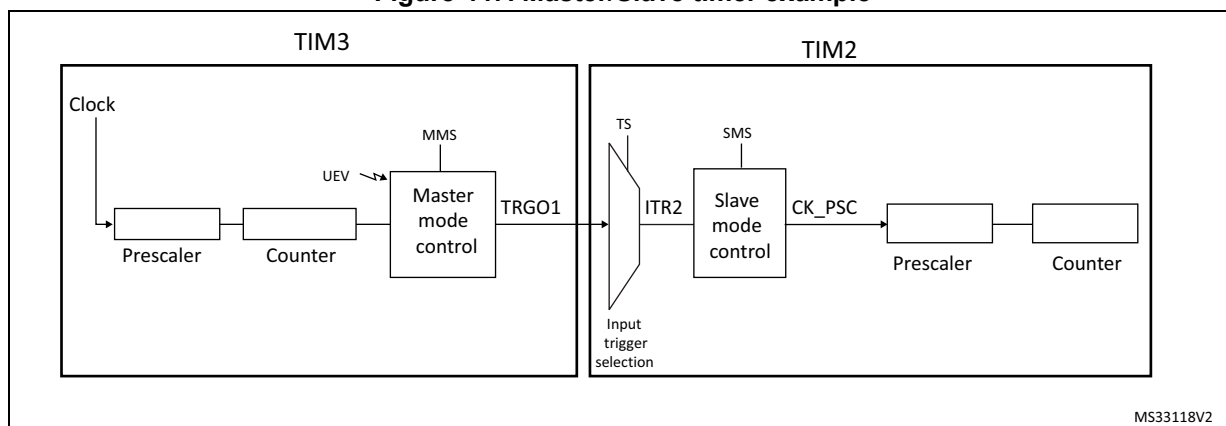 Figure Master/Slave timer example
TIM3
TIM2
Clock
MMS
TS
SMS
UEV
Master
mode
control
TRGO1
ITR2
Slave
mode
control
CK_PSC
Prescaler
Counter
Prescaler
Counter
Input
trigger
selection
MS33118V2